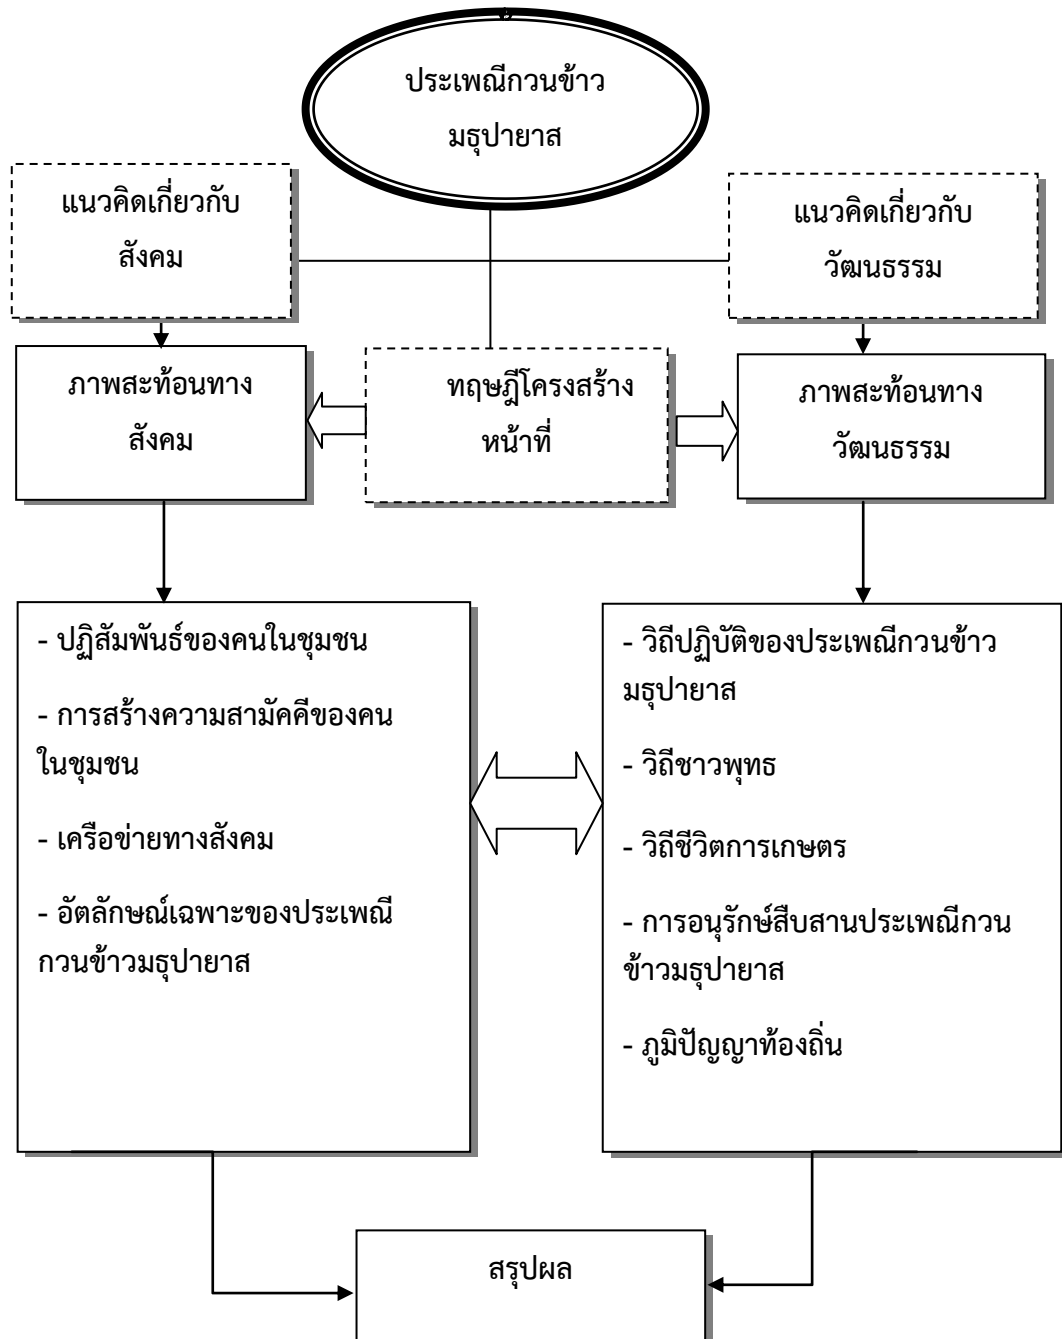 ประเพณีกวนข้าว
มธุปายาส
แนวคิดเกี่ยวกับ
สังคม
แนวคิดเกี่ยวกับ
วัฒนธรรม
ภาพสะท้อนทาง
สังคม
ทฤษฎีโครงสร้าง
หน้าที่
ภาพสะท้อนทาง
วัฒนธรรม
- ปฏิสัมพันธ์ของคนในชุมชน
- การสร้างความสามัคคีของคน
ในชุมชน
- เครือข่ายทางสังคม
- อัตลักษณ์เฉพาะของประเพณี
กวนข้าวมธุปายาส
- วิถีปฏิบัติของประเพณีกวนข้าว
มธุปายาส
- วิถีชาวพุทธ
- วิถีชีวิตการเกษตร
- การอนุรักษ์สืบสานประเพณีกวน
ข้าวมธุปายาส
- ภูมิปัญญาท้องถิ่น
สรุปผล